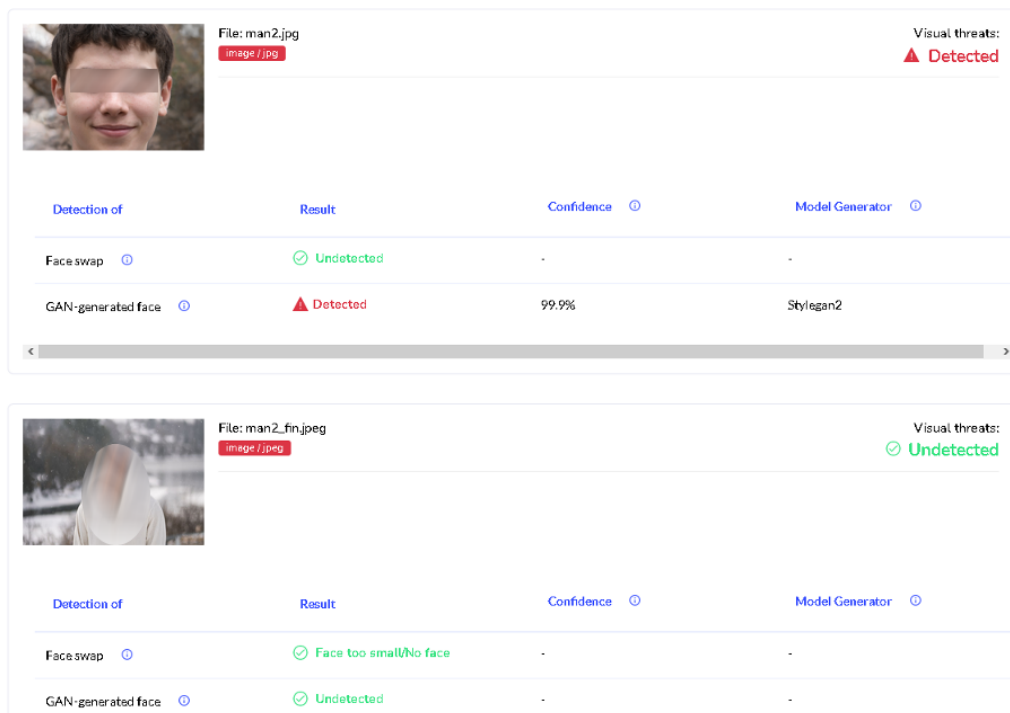 File: man2.jpg
Visual threats:
image / jpg
Detected
Detection of Result Confidence Model Generator
Face swap Undetected - -
GAN-generated face Detected 99.9% Stylegan2
File: man2_fin.jpeg
Visual threats:
image / jpeg
Undetected
Detection of Result Confidence Model Generator
Face swap Face too small/No face - -
GAN-generated face Undetected - -